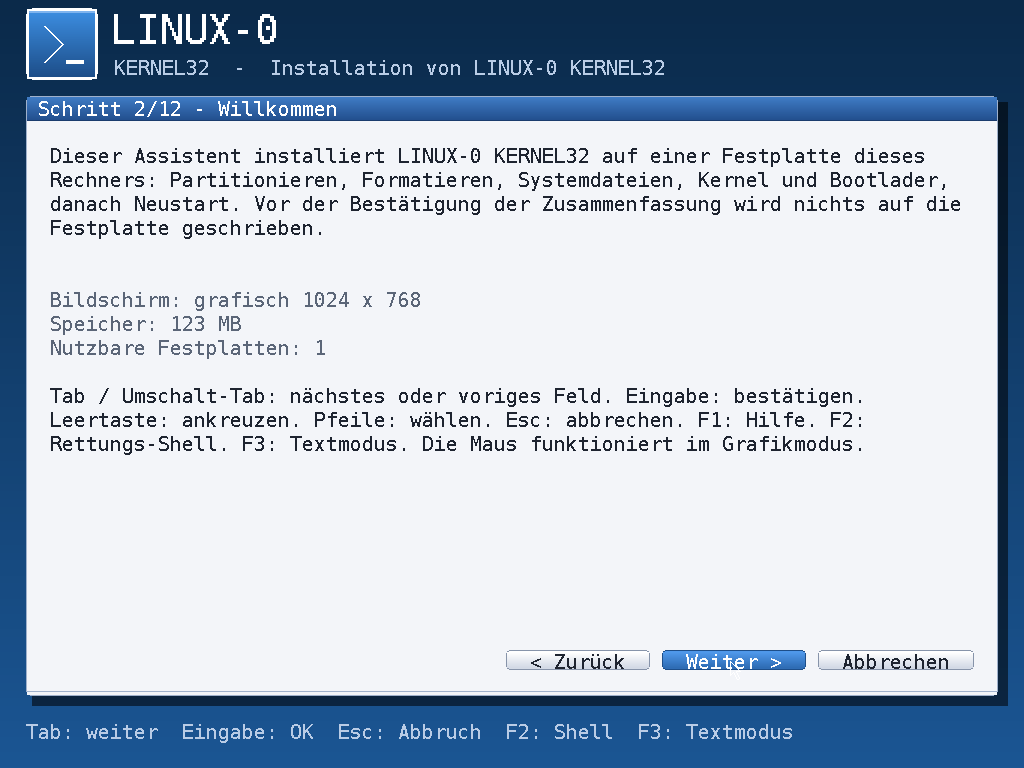 LINUX-0
KERNEL32  -  Installation von LINUX-0 KERNEL32
Schritt 2/12 - Willkommen
Dieser Assistent installiert LINUX-0 KERNEL32 auf einer Festplatte dieses
Rechners: Partitionieren, Formatieren, Systemdateien, Kernel und Bootlader,
danach Neustart. Vor der Bestätigung der Zusammenfassung wird nichts auf die
Festplatte geschrieben.
Bildschirm: grafisch 1024 x 768
Speicher: 123 MB
Nutzbare Festplatten: 1
Tab / Umschalt-Tab: nächstes oder voriges Feld. Eingabe: bestätigen.
Leertaste: ankreuzen. Pfeile: wählen. Esc: abbrechen. F1: Hilfe. F2:
Rettungs-Shell. F3: Textmodus. Die Maus funktioniert im Grafikmodus.
< Zurück  Weiter >  Abbrechen
Tab: weiter  Eingabe: OK  Esc: Abbruch  F2: Shell  F3: Textmodus